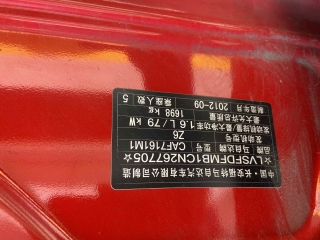 中国·长安福特马自达汽车有限公司制造
☆LVSFDFMB1CN267705☆
品牌 马自达牌 型号 CAF7161M1
发动机型号 Z6
发动机排量/最大净功率 1.6 L / 79 kW
最大允许总质量 1698 kg
制造年月 2012-09 乘座人数 5